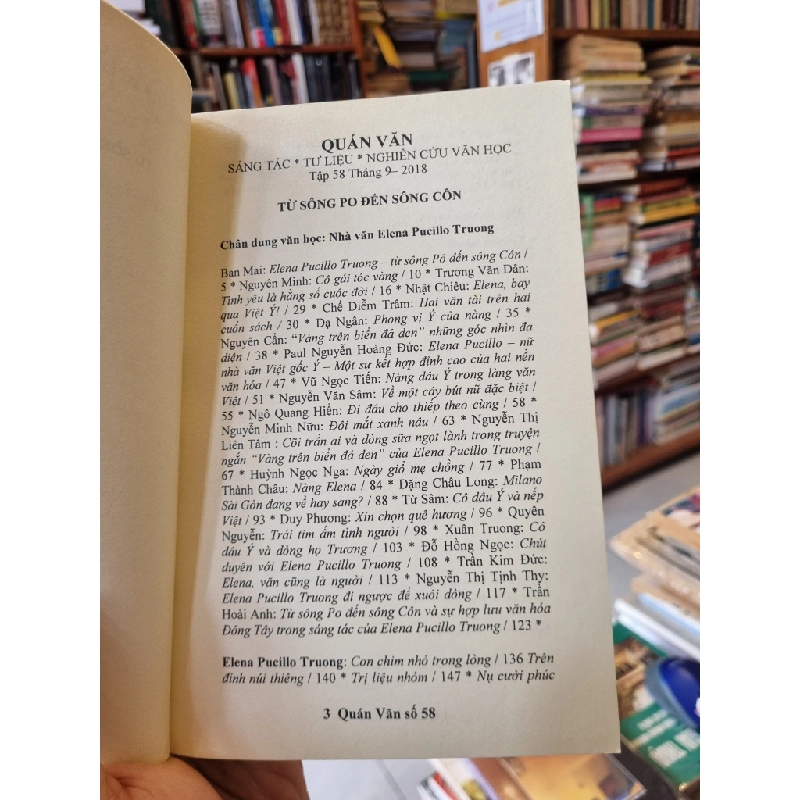 QUÁN VĂN
SÁNG TÁC * TƯ LIỆU * NGHIÊN CỨU VĂN HỌC
Tập 58 Tháng 9– 2018
TỪ SÔNG PO ĐẾN SÔNG CÔN
Chân dung văn học: Nhà văn Elena Pucillo Truong
Ban Mai: Elena Pucillo Truong – từ sông Pô đến sông Côn /
5 * Nguyên Minh: Cô gái tóc vàng / 10 * Trương Văn Dân:
Tình yêu là hằng số cuộc đời / 16 * Nhật Chiêu: Elena, bay
qua Việt Ý! / 29 * Chế Diễm Trâm: Hai văn tài trên hai
cuốn sách / 30 * Dạ Ngân: Phong vị Ý của nàng / 35 *
Nguyên Cẩn: “Vàng trên biển đá đen” những góc nhìn đa
diện / 38 * Paul Nguyễn Hoàng Đức: Elena Pucillo – nữ
nhà văn Việt gốc Ý – Một sự kết hợp đỉnh cao của hai nền
văn hóa / 47 * Vũ Ngọc Tiến: Nàng dâu Ý trong làng văn
Việt / 51 * Nguyễn Văn Sâm: Về một cây bút nữ đặc biệt /
55 * Ngô Quang Hiển: Đi đâu cho thiếp theo cùng / 58 *
Nguyễn Minh Nữu: Đôi mắt xanh nâu / 63 * Nguyễn Thị
Liên Tâm : Cõi trần ai và dòng sữa ngọt lành trong truyện
ngắn “Vàng trên biển đá đen” của Elena Pucillo Truong /
67 * Huỳnh Ngọc Nga: Ngày giỗ mẹ chồng / 77 * Phạm
Thành Châu: Nàng Elena / 84 * Đặng Châu Long: Milano
Sài Gòn đang về hay sang? / 88 * Từ Sâm: Cô dâu Ý và nếp
Việt / 93 * Duy Phương: Xin chọn quê hương / 96 * Quyên
Nguyễn: Trái tim ấm tình người / 98 * Xuân Truong: Cô
dâu Ý và dòng họ Trương / 103 * Đỗ Hồng Ngọc: Chút
duyên với Elena Pucillo Truong / 108 * Trần Kim Đức:
Elena, văn cũng là người / 113 * Nguyễn Thị Tịnh Thy:
Elena Pucillo Truong đi ngược để xuôi dòng / 117 * Trần
Hoài Anh: Từ sông Po đến sông Côn và sự hợp lưu văn hóa
Đông Tây trong sáng tác của Elena Pucillo Truong / 123 *
Elena Pucillo Truong: Con chim nhỏ trong lòng / 136 Trên
đỉnh núi thiêng / 140 * Trị liệu nhóm / 147 * Nụ cười phúc
3 Quán Văn số 58